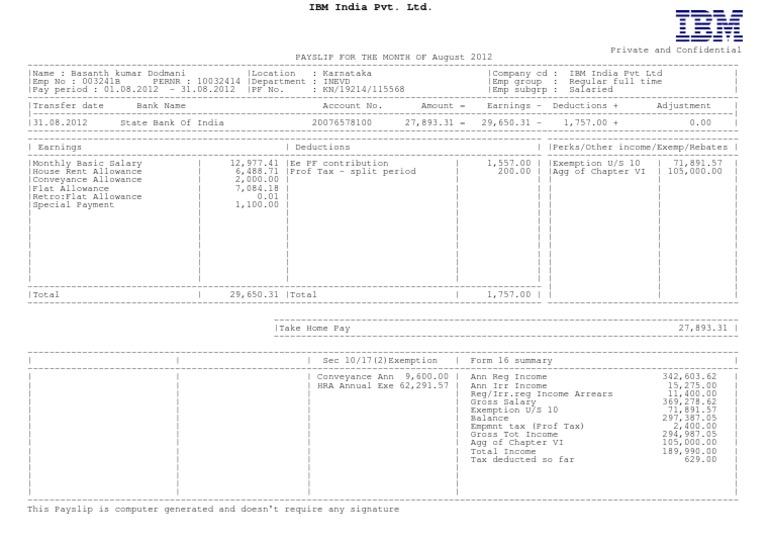 IBM India Pvt. Ltd.
IBM
Private and Confidential
PAYSLIP FOR THE MONTH OF August 2012
|Name : Basanth kumar Dodmani |Location : Karnataka |Company cd : IBM India Pvt Ltd |
|Emp No : 003241B PERNR : 10032414 |Department : INEVD |Emp group : Regular full time |
|Pay period : 01.08.2012 - 31.08.2012 |PF No. : KN/19214/115568 |Emp subgrp : Salaried |
|Transfer date Bank Name Account No. Amount = Earnings - Deductions + Adjustment |
|31.08.2012 State Bank Of India 20076578100 27,893.31 = 29,650.31 - 1,757.00 + 0.00 |
| Earnings | Deductions | |Perks/Other income/Exemp/Rebates |
|Monthly Basic Salary | 12,977.41 |Ee PF contribution | 1,557.00 | |Exemption U/S 10 | 71,891.57 |
|House Rent Allowance | 6,488.71 |Prof Tax - split period | 200.00 | |Agg of Chapter VI | 105,000.00 |
|Conveyance Allowance | 2,000.00 |
|Flat Allowance | 7,084.18 |
|Retro:Flat Allowance | 0.01 |
|Special Payment | 1,100.00 |
|Total | 29,650.31 |Total | 1,757.00 |
|Take Home Pay 27,893.31 |
| | | Sec 10/17(2)Exemption | Form 16 summary |
| Conveyance Ann 9,600.00 | Ann Reg Income 342,603.62
| HRA Annual Exe 62,291.57 | Ann Irr Income 15,275.00
Reg/Irr.reg Income Arrears 11,400.00
Gross Salary 369,278.62
Exemption U/S 10 71,891.57
Balance 297,387.05
Empmnt tax (Prof Tax) 2,400.00
Gross Tot Income 294,987.05
Agg of Chapter VI 105,000.00
Total Income 189,990.00
Tax deducted so far 629.00
This Payslip is computer generated and doesn't require any signature